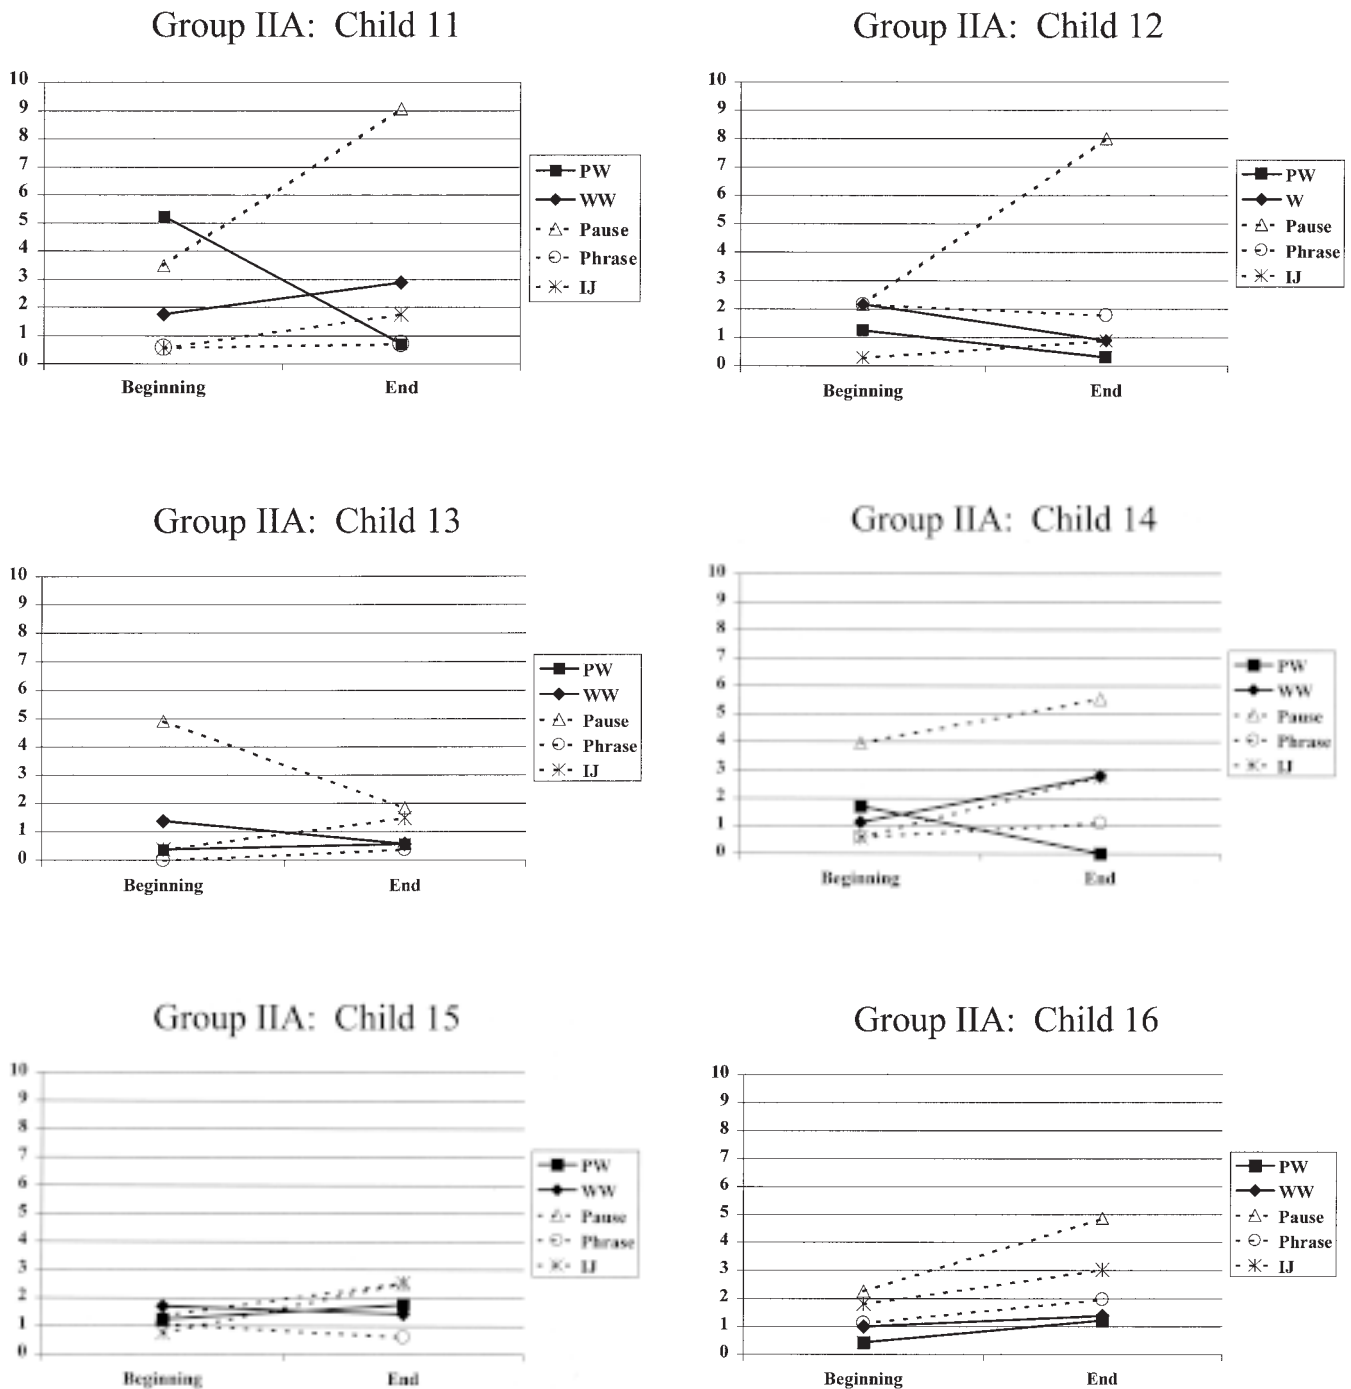 Group IIA: Child 11
10
9
8
7
6
5
4
3
2
1
0
Beginning
End
PW
WW
Pause
Phrase
IJ
Group IIA: Child 12
10
9
8
7
6
5
4
3
2
1
0
Beginning
End
PW
W
Pause
Phrase
IJ
Group IIA: Child 13
10
9
8
7
6
5
4
3
2
1
0
Beginning
End
PW
WW
Pause
Phrase
IJ
Group IIA: Child 14
10
9
8
7
6
5
4
3
2
1
0
Beginning
End
PW
WW
Pause
Phrase
IJ
Group IIA: Child 15
10
9
8
7
6
5
4
3
2
1
0
Beginning
End
PW
WW
Pause
Phrase
IJ
Group IIA: Child 16
10
9
8
7
6
5
4
3
2
1
0
Beginning
End
PW
WW
Pause
Phrase
IJ